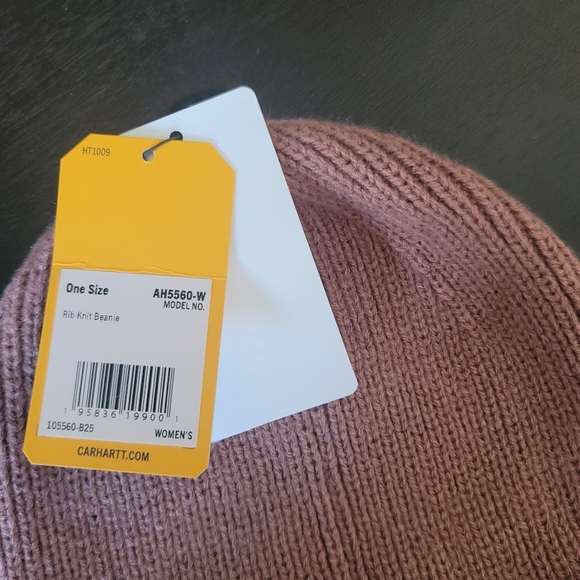 HT1009
One Size AH5560-W
MODEL NO.
Rib Knit Beanie
1 95836 19900 1
105560-B25
WOMEN'S
CARHARTT.COM